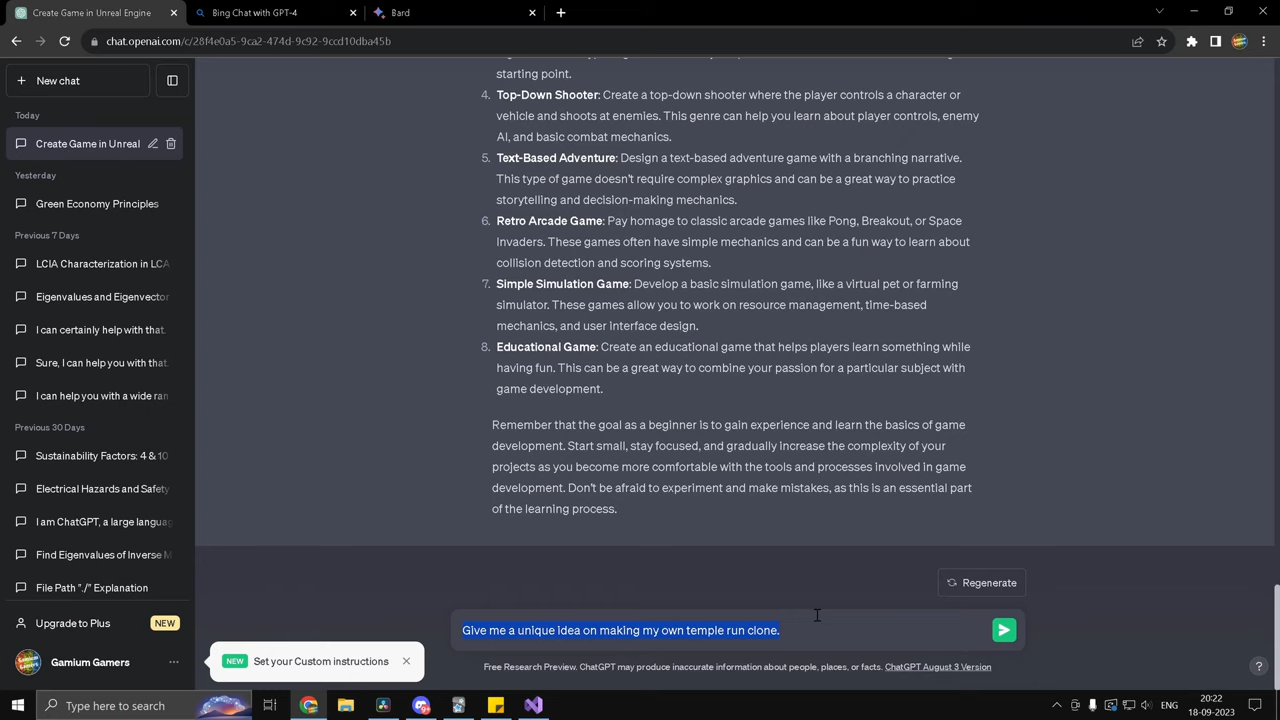 Create Game in Unreal Engine
Bing Chat with GPT-4
Bard
chat.openai.com/c/28f4e0a5-9ca2-474d-9c92-9ccd10dba45b
New chat
Today
Create Game in Unreal
Yesterday
Green Economy Principles
Previous 7 Days
LCIA Characterization in LCA
Eigenvalues and Eigenvector
I can certainly help with that.
Sure, I can help you with that
I can help you with a wide ran
Previous 30 Days
Sustainability Factors: 4 & 10
Electrical Hazards and Safety
I am ChatGPT, a large languag
Find Eigenvalues of Inverse M
File Path "./" Explanation
Upgrade to Plus NEW
Gamium Gamers ...
starting point.
4. Top-Down Shooter: Create a top-down shooter where the player controls a character or
vehicle and shoots at enemies. This genre can help you learn about player controls, enemy
AI, and basic combat mechanics.
5. Text-Based Adventure: Design a text-based adventure game with a branching narrative.
This type of game doesn't require complex graphics and can be a great way to practice
storytelling and decision-making mechanics.
6. Retro Arcade Game: Pay homage to classic arcade games like Pong, Breakout, or Space
Invaders. These games often have simple mechanics and can be a fun way to learn about
collision detection and scoring systems.
7. Simple Simulation Game: Develop a basic simulation game, like a virtual pet or farming
simulator. These games allow you to work on resource management, time-based
mechanics, and user interface design.
8. Educational Game: Create an educational game that helps players learn something while
having fun. This can be a great way to combine your passion for a particular subject with
game development.
Remember that the goal as a beginner is to gain experience and learn the basics of game
development. Start small, stay focused, and gradually increase the complexity of your
projects as you become more comfortable with the tools and processes involved in game
development. Don't be afraid to experiment and make mistakes, as this is an essential part
of the learning process.
Regenerate
Give me a unique idea on making my own temple run clone.
NEW Set your Custom instructions
Free Research Preview. ChatGPT may produce inaccurate information about people, places, or facts. ChatGPT August 3 Version
?
Type here to search
ENG
20:22
18-09-2023